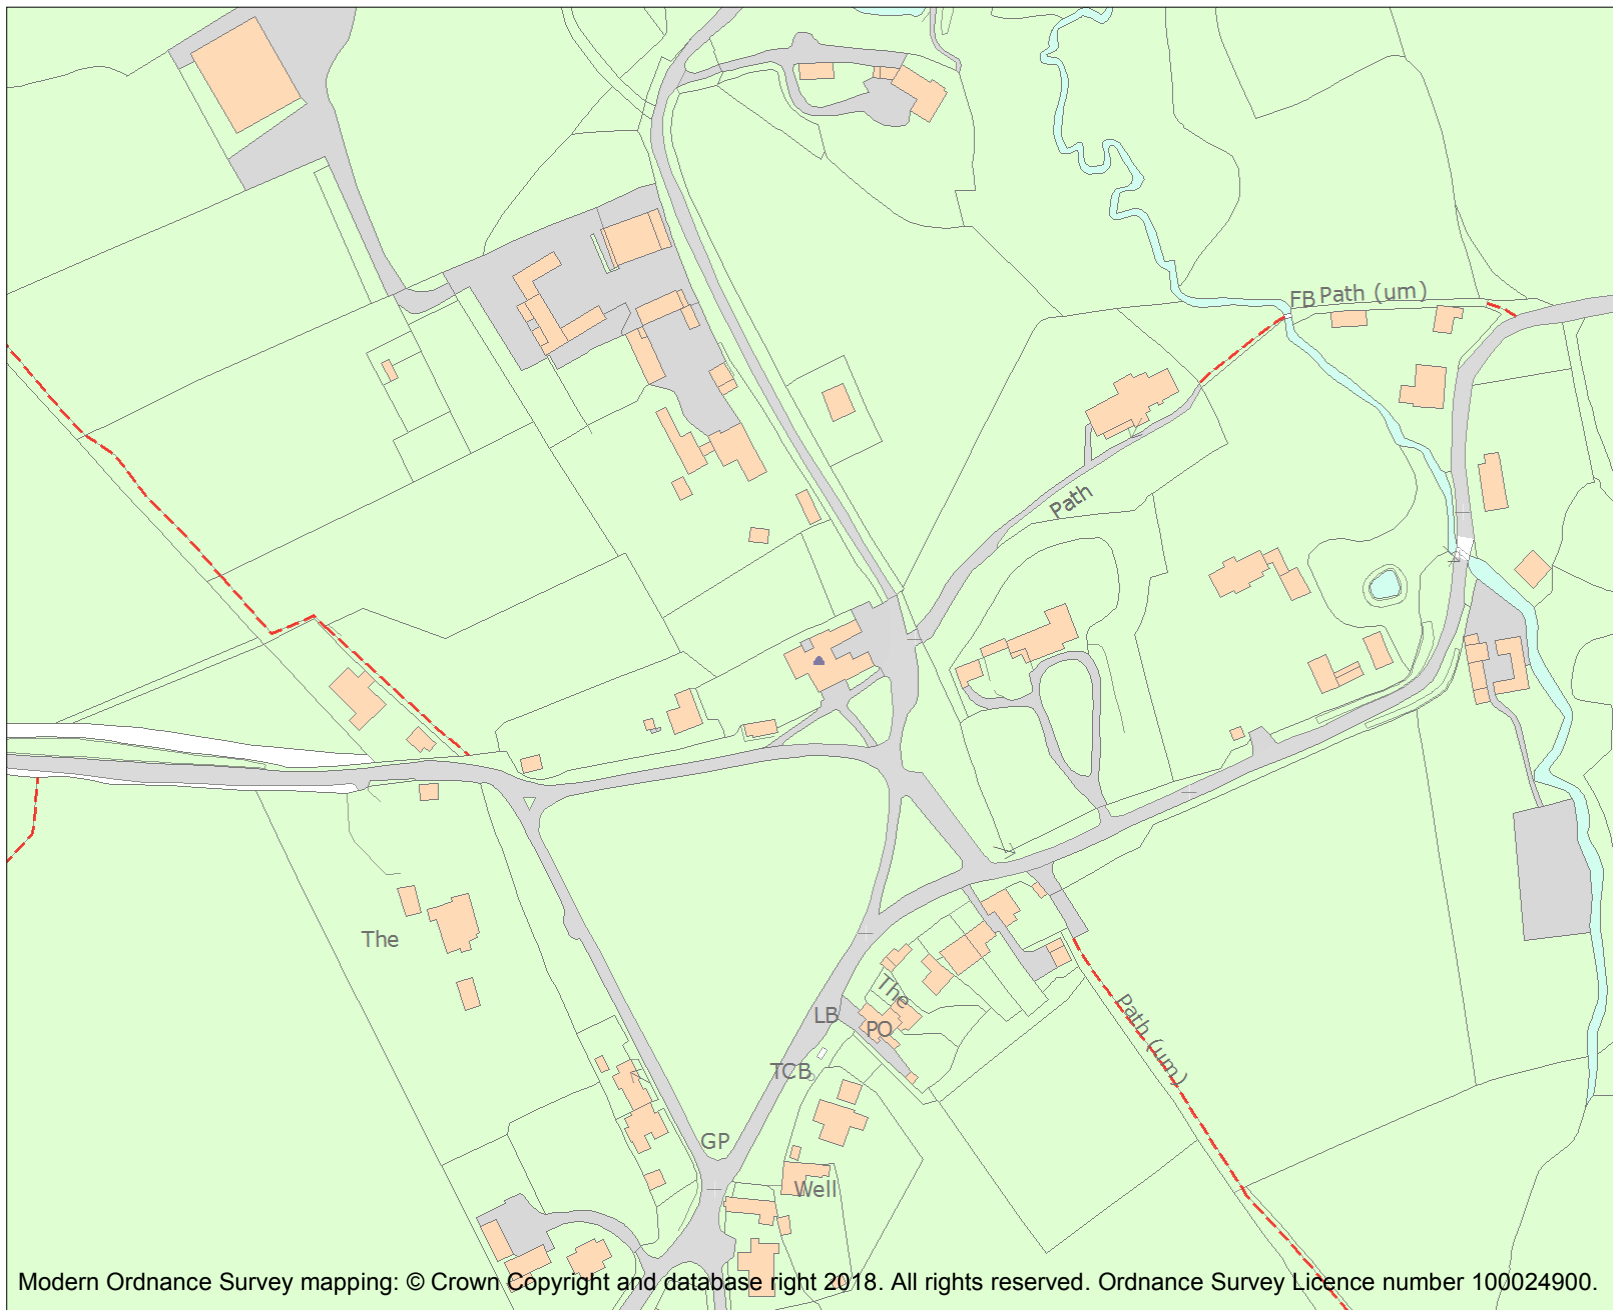 FB Path (um)
Path
The
The
LB
PO
Path (um)
TCB
GP
Well
Modern Ordnance Survey mapping: © Crown Copyright and database right 2018. All rights reserved. Ordnance Survey Licence number 100024900.